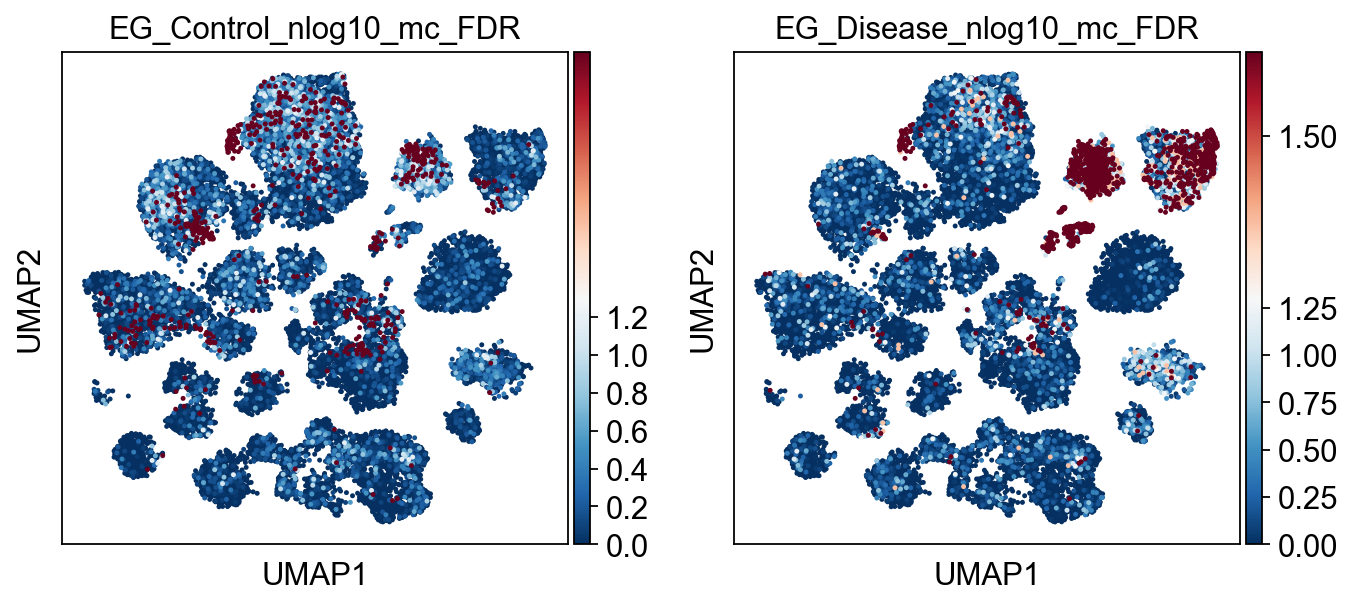 EG_Control_nlog10_mc_FDR
EG_Disease_nlog10_mc_FDR
UMAP2
UMAP1
1.2
1.0
0.8
0.6
0.4
0.2
0.0
UMAP2
UMAP1
1.50
1.25
1.00
0.75
0.50
0.25
0.00